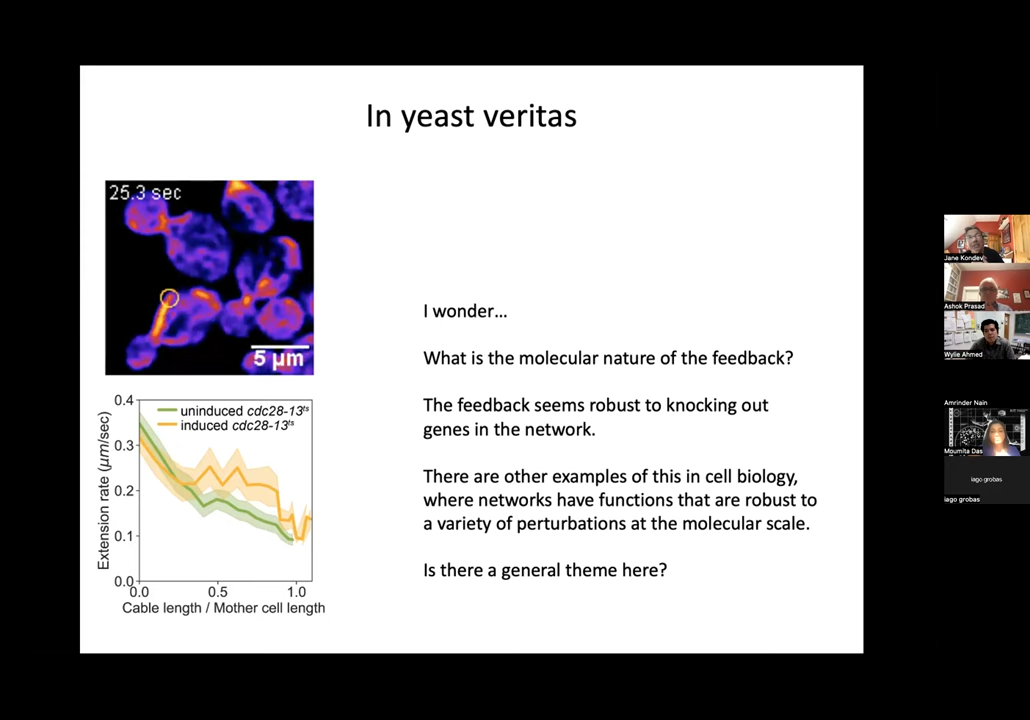 In yeast veritas
25.3 sec
5 μm
I wonder...
What is the molecular nature of the feedback?
The feedback seems robust to knocking out
genes in the network.
There are other examples of this in cell biology,
where networks have functions that are robust to
a variety of perturbations at the molecular scale.
Is there a general theme here?
Extension rate (μm/sec)
0.4
0.3
0.2
0.1
0.0
uninduced cdc28-13ts
induced cdc28-13ts
0.0 0.5 1.0
Cable length / Mother cell length
Jane Kondev
Ashok Prasad
Wylie Ahmed
Amrinder Nain
Moumita Das
iago grobas
iago grobas